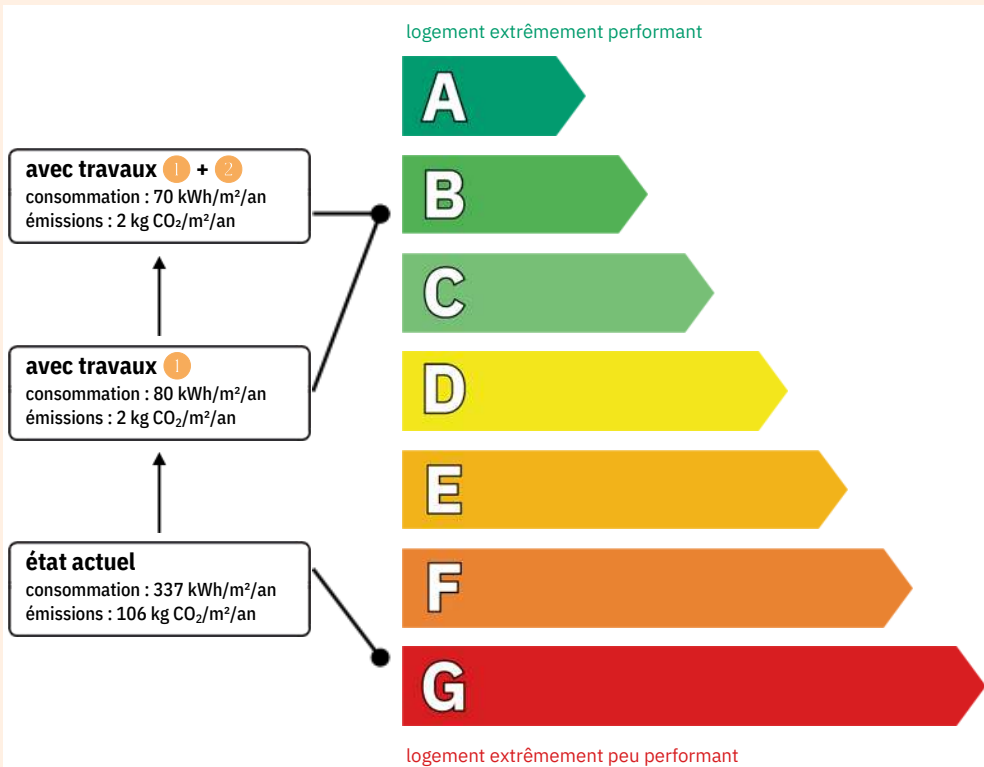 logement extrêmement performant
A
avec travaux 1 + 2
consommation : 70 kWh/m²/an
émissions : 2 kg CO₂/m²/an
B
C
avec travaux 1
consommation : 80 kWh/m²/an
émissions : 2 kg CO₂/m²/an
D
E
état actuel
consommation : 337 kWh/m²/an
émissions : 106 kg CO₂/m²/an
F
G
logement extrêmement peu performant